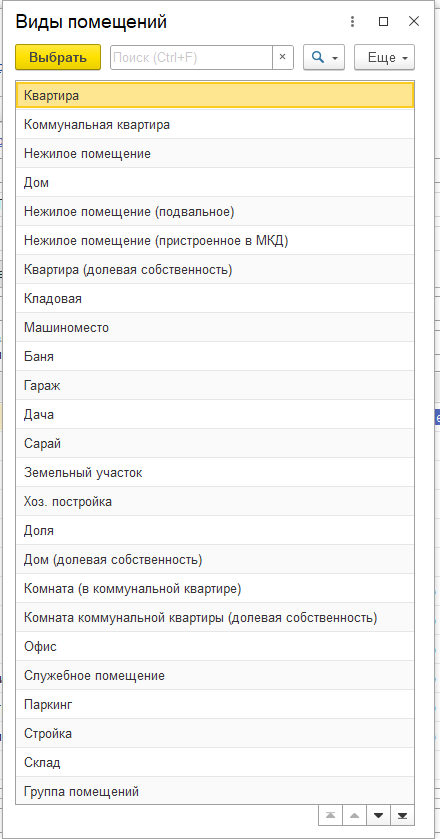 Виды помещений
Выбрать
Поиск (Ctrl+F)
×
Еще
Квартира
Коммунальная квартира
Нежилое помещение
Дом
Нежилое помещение (подвальное)
Нежилое помещение (пристроенное в МКД)
Квартира (долевая собственность)
Кладовая
Машиноместо
Баня
Гараж
Дача
Сарай
Земельный участок
Хоз. постройка
Доля
Дом (долевая собственность)
Комната (в коммунальной квартире)
Комната коммунальной квартиры (долевая собственность)
Офис
Служебное помещение
Паркинг
Стройка
Склад
Группа помещений